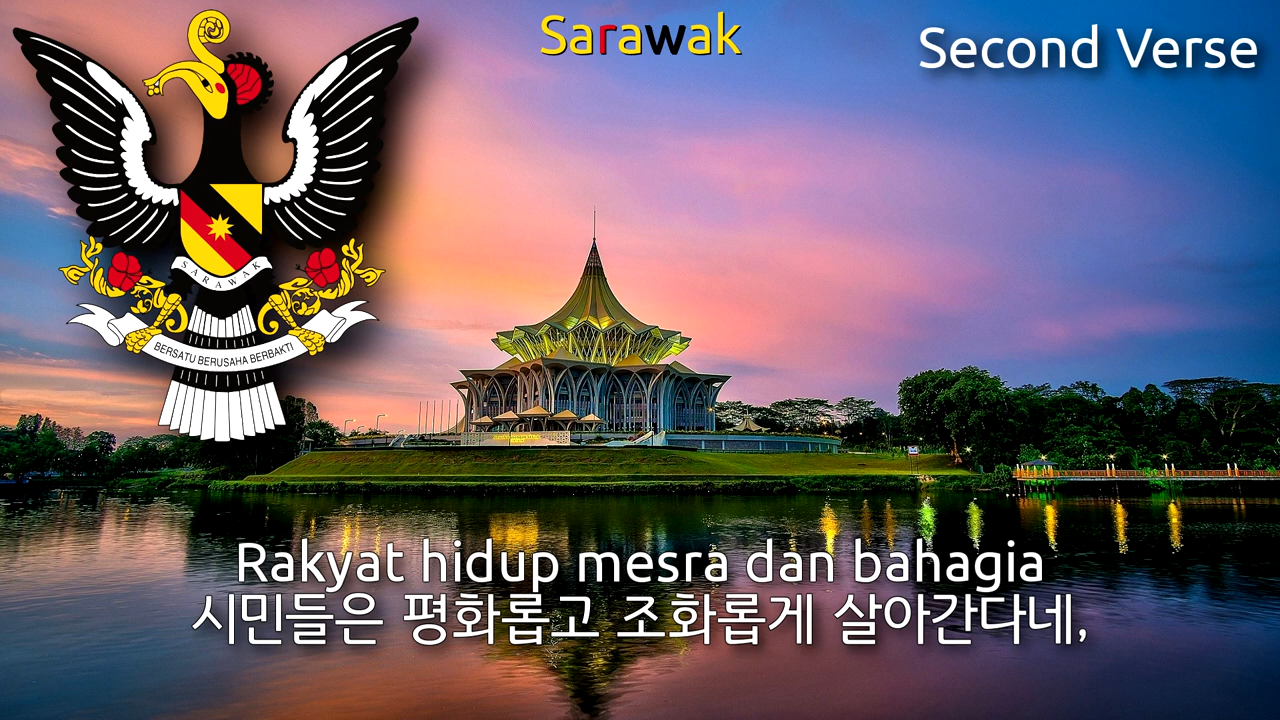 Sarawak
Second Verse
SARAWAK
BERSATU BERUSAHA BERBAKTI
Rakyat hidup mesra dan bahagia
시민들은 평화롭고 조화롭게 살아간다네,